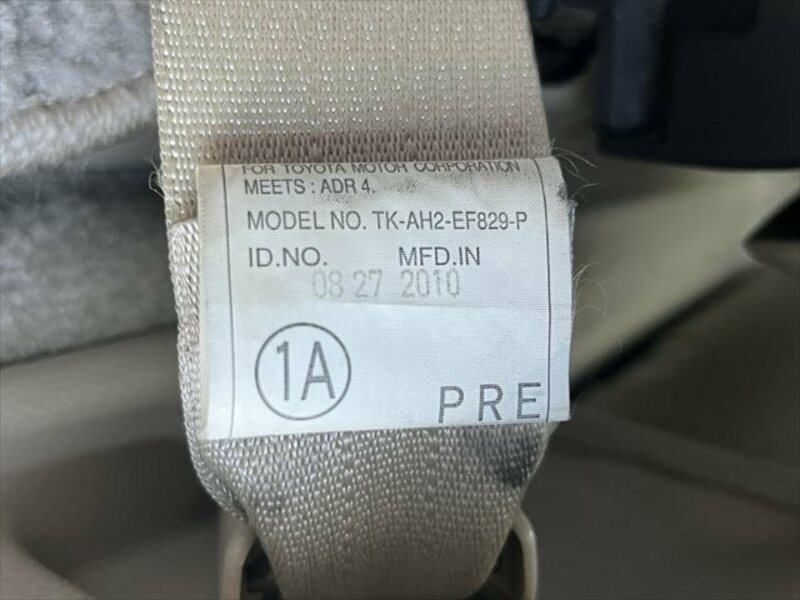 FOR TOYOTA MOTOR CORPORATION
MEETS : ADR 4.
MODEL NO. TK-AH2-EF829-P
ID.NO. MFD.IN
08 27 2010
1A
PRE